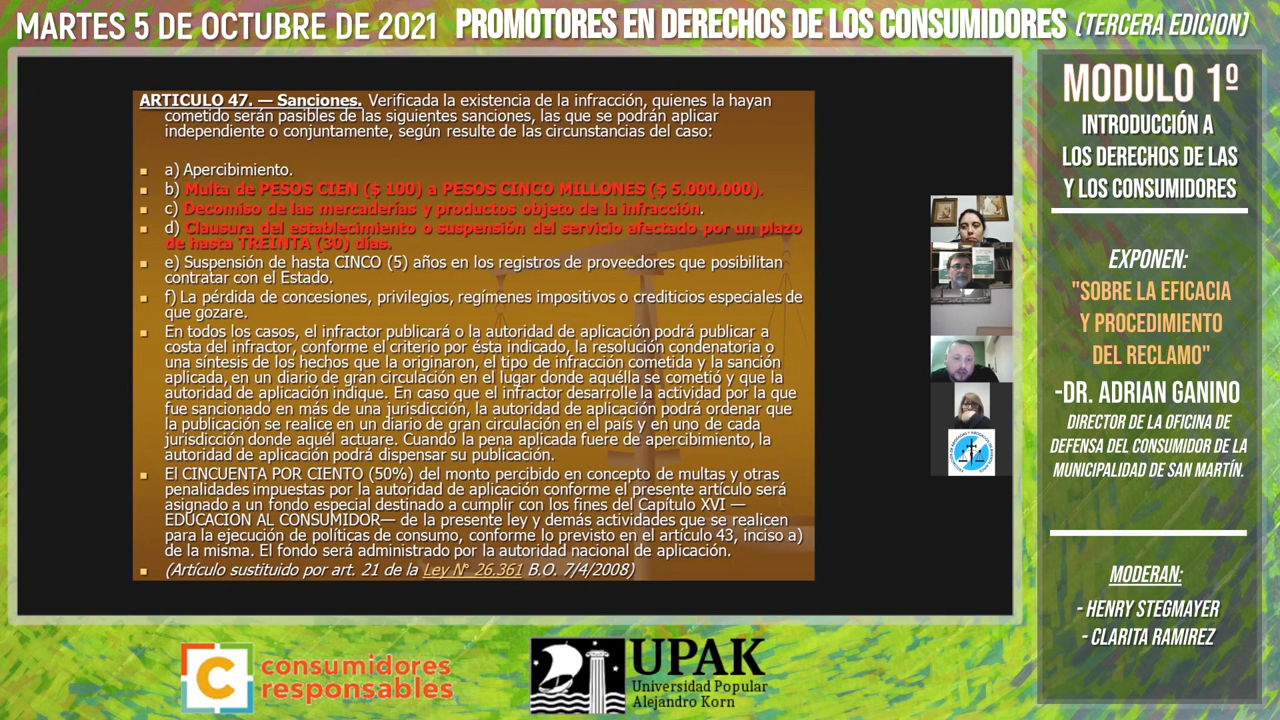 MARTES 5 DE OCTUBRE DE 2021 PROMOTORES EN DERECHOS DE LOS CONSUMIDORES (TERCERA EDICION)
ARTICULO 47. — Sanciones. Verificada la existencia de la infracción, quienes la hayan
cometido serán pasibles de las siguientes sanciones, las que se podrán aplicar
independiente o conjuntamente, según resulte de las circunstancias del caso:
a) Apercibimiento.
b) Multa de PESOS CIEN ($ 100) a PESOS CINCO MILLONES ($ 5.000.000).
c) Decomiso de las mercaderías y productos objeto de la infracción.
d) Clausura del establecimiento o suspensión del servicio afectado por un plazo
de hasta TREINTA (30) días.
e) Suspensión de hasta CINCO (5) años en los registros de proveedores que posibilitan
contratar con el Estado.
f) La pérdida de concesiones, privilegios, regímenes impositivos o crediticios especiales de
que gozare.
En todos los casos, el infractor publicará o la autoridad de aplicación podrá publicar a
costa del infractor, conforme el criterio por ésta indicado, la resolución condenatoria o
una síntesis de los hechos que la originaron, el tipo de infracción cometida y la sanción
aplicada, en un diario de gran circulación en el lugar donde aquélla se cometió y que la
autoridad de aplicación indique. En caso que el infractor desarrolle la actividad por la que
fue sancionado en más de una jurisdicción, la autoridad de aplicación podrá ordenar que
la publicación se realice en un diario de gran circulación en el país y en uno de cada
jurisdicción donde aquél actuare. Cuando la pena aplicada fuere de apercibimiento, la
autoridad de aplicación podrá dispensar su publicación.
El CINCUENTA POR CIENTO (50%) del monto percibido en concepto de multas y otras
penalidades impuestas por la autoridad de aplicación conforme el presente artículo será
asignado a un fondo especial destinado a cumplir con los fines del Capítulo XVI —
EDUCACION AL CONSUMIDOR— de la presente ley y demás actividades que se realicen
para la ejecución de políticas de consumo, conforme lo previsto en el artículo 43, inciso a)
de la misma. El fondo será administrado por la autoridad nacional de aplicación.
(Artículo sustituido por art. 21 de la Ley N° 26.361 B.O. 7/4/2008)
MODULO 1º
INTRODUCCIÓN A
LOS DERECHOS DE LAS
Y LOS CONSUMIDORES
EXPONEN:
"SOBRE LA EFICACIA
Y PROCEDIMIENTO
DEL RECLAMO"
-DR. ADRIAN GANINO
DIRECTOR DE LA OFICINA DE
DEFENSA DEL CONSUMIDOR DE LA
MUNICIPALIDAD DE SAN MARTÍN.
MODERAN:
- HENRY STEGMAYER
- CLARITA RAMIREZ
C consumidores
responsables
UPAK
Universidad Popular
Alejandro Korn